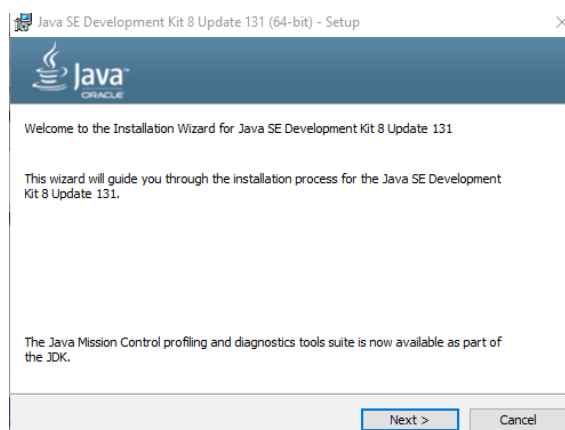 Java SE Development Kit 8 Update 131 (64-bit) - Setup
Java™
ORACLE
Welcome to the Installation Wizard for Java SE Development Kit 8 Update 131
This wizard will guide you through the installation process for the Java SE Development
Kit 8 Update 131.
The Java Mission Control profiling and diagnostics tools suite is now available as part of
the JDK.
Next > Cancel